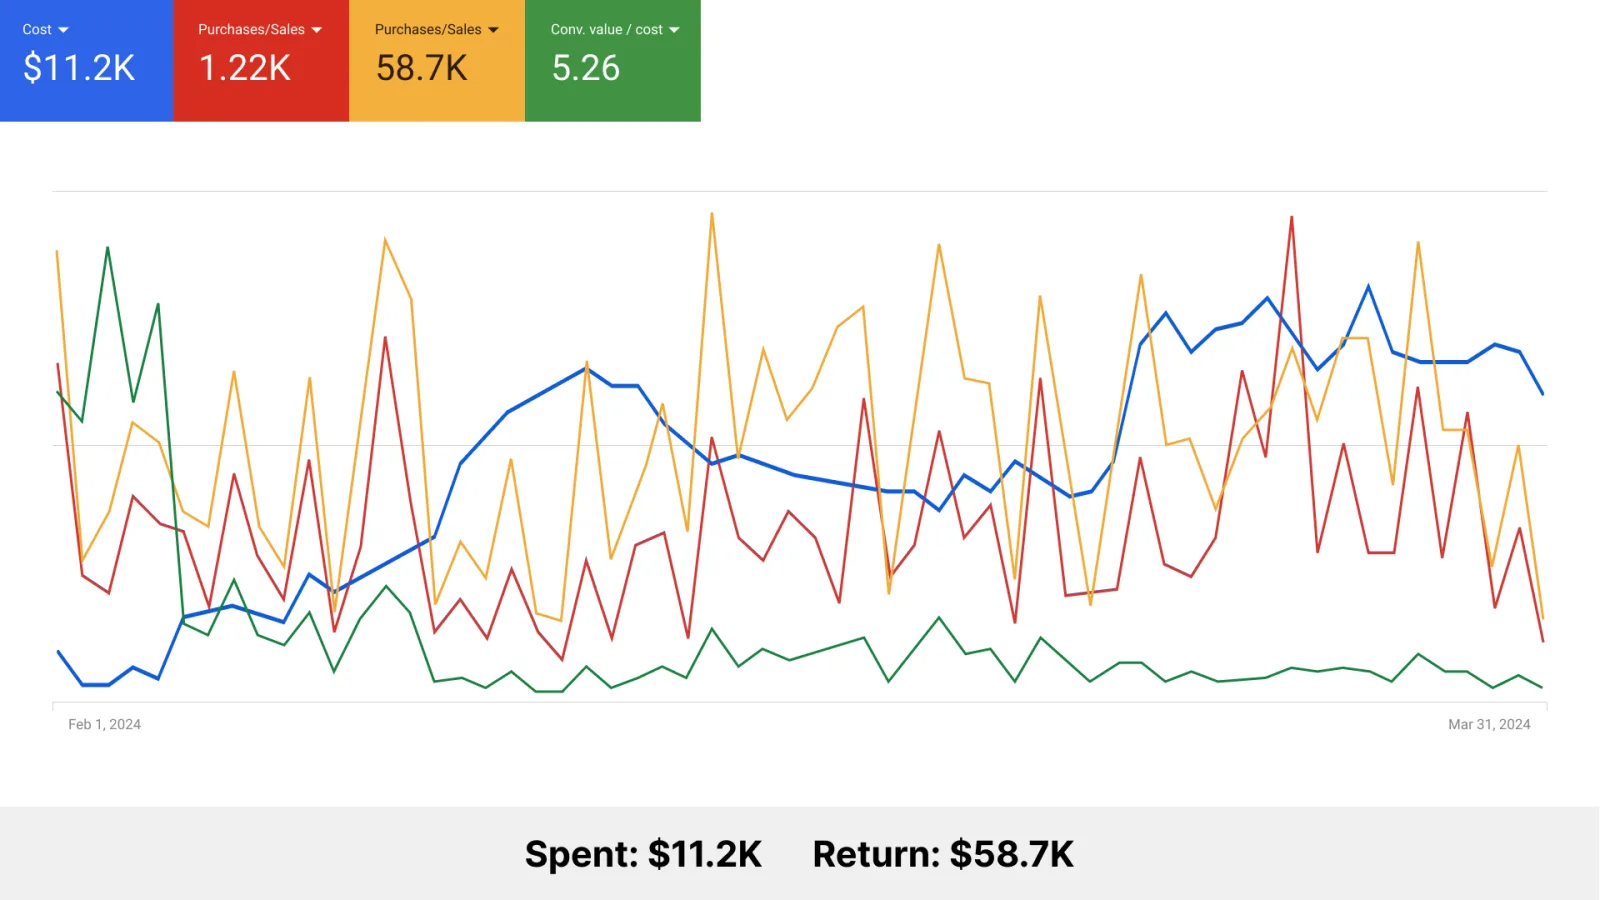 Cost
Purchases/Sales
Purchases/Sales
Conv. value / cost
$11.2K
1.22K
58.7K
5.26
Feb 1, 2024
Mar 31, 2024
Spent: $11.2K Return: $58.7K